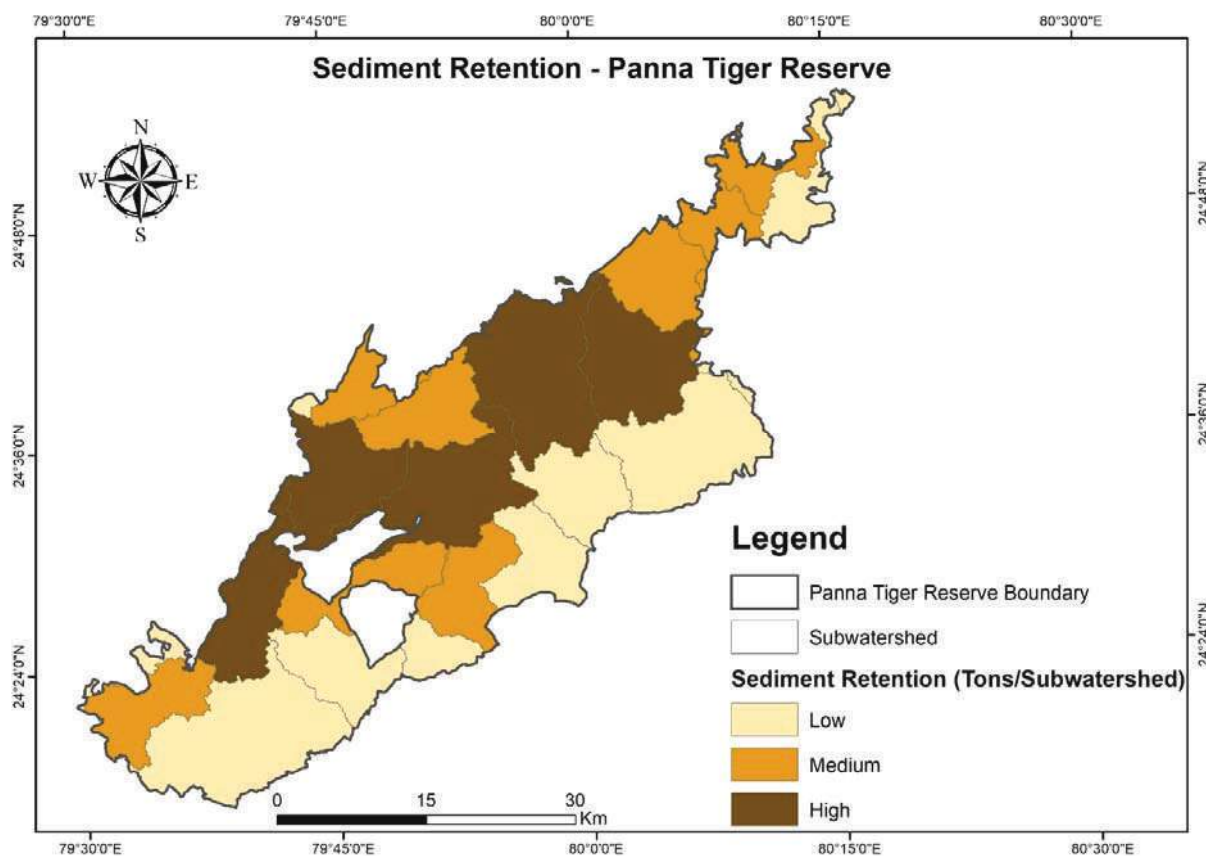 79°30'0"E 79°45'0"E 80°0'0"E 80°15'0"E 80°30'0"E
Sediment Retention - Panna Tiger Reserve
N
W E
S
24°48'0"N
24°48'0"N
24°36'0"N
24°36'0"N
24°24'0"N
24°24'0"N
Legend
Panna Tiger Reserve Boundary
Subwatershed
Sediment Retention (Tons/Subwatershed)
Low
Medium
High
0 15 30
Km
79°30'0"E 79°45'0"E 80°0'0"E 80°15'0"E 80°30'0"E